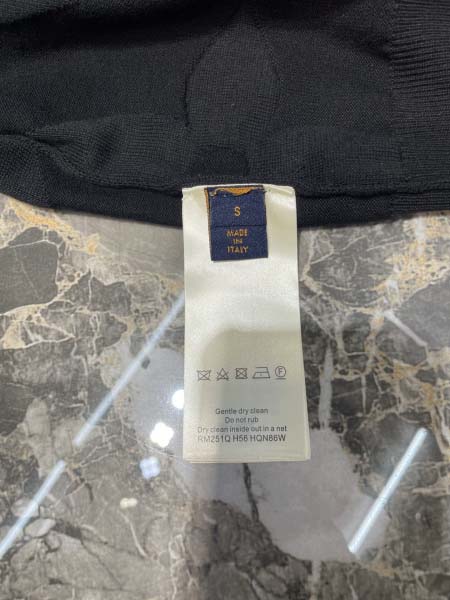 S
MADE
IN
ITALY
Gentle dry clean
Do not rub
Dry clean inside out in a net
RM251Q H56 HQN86W